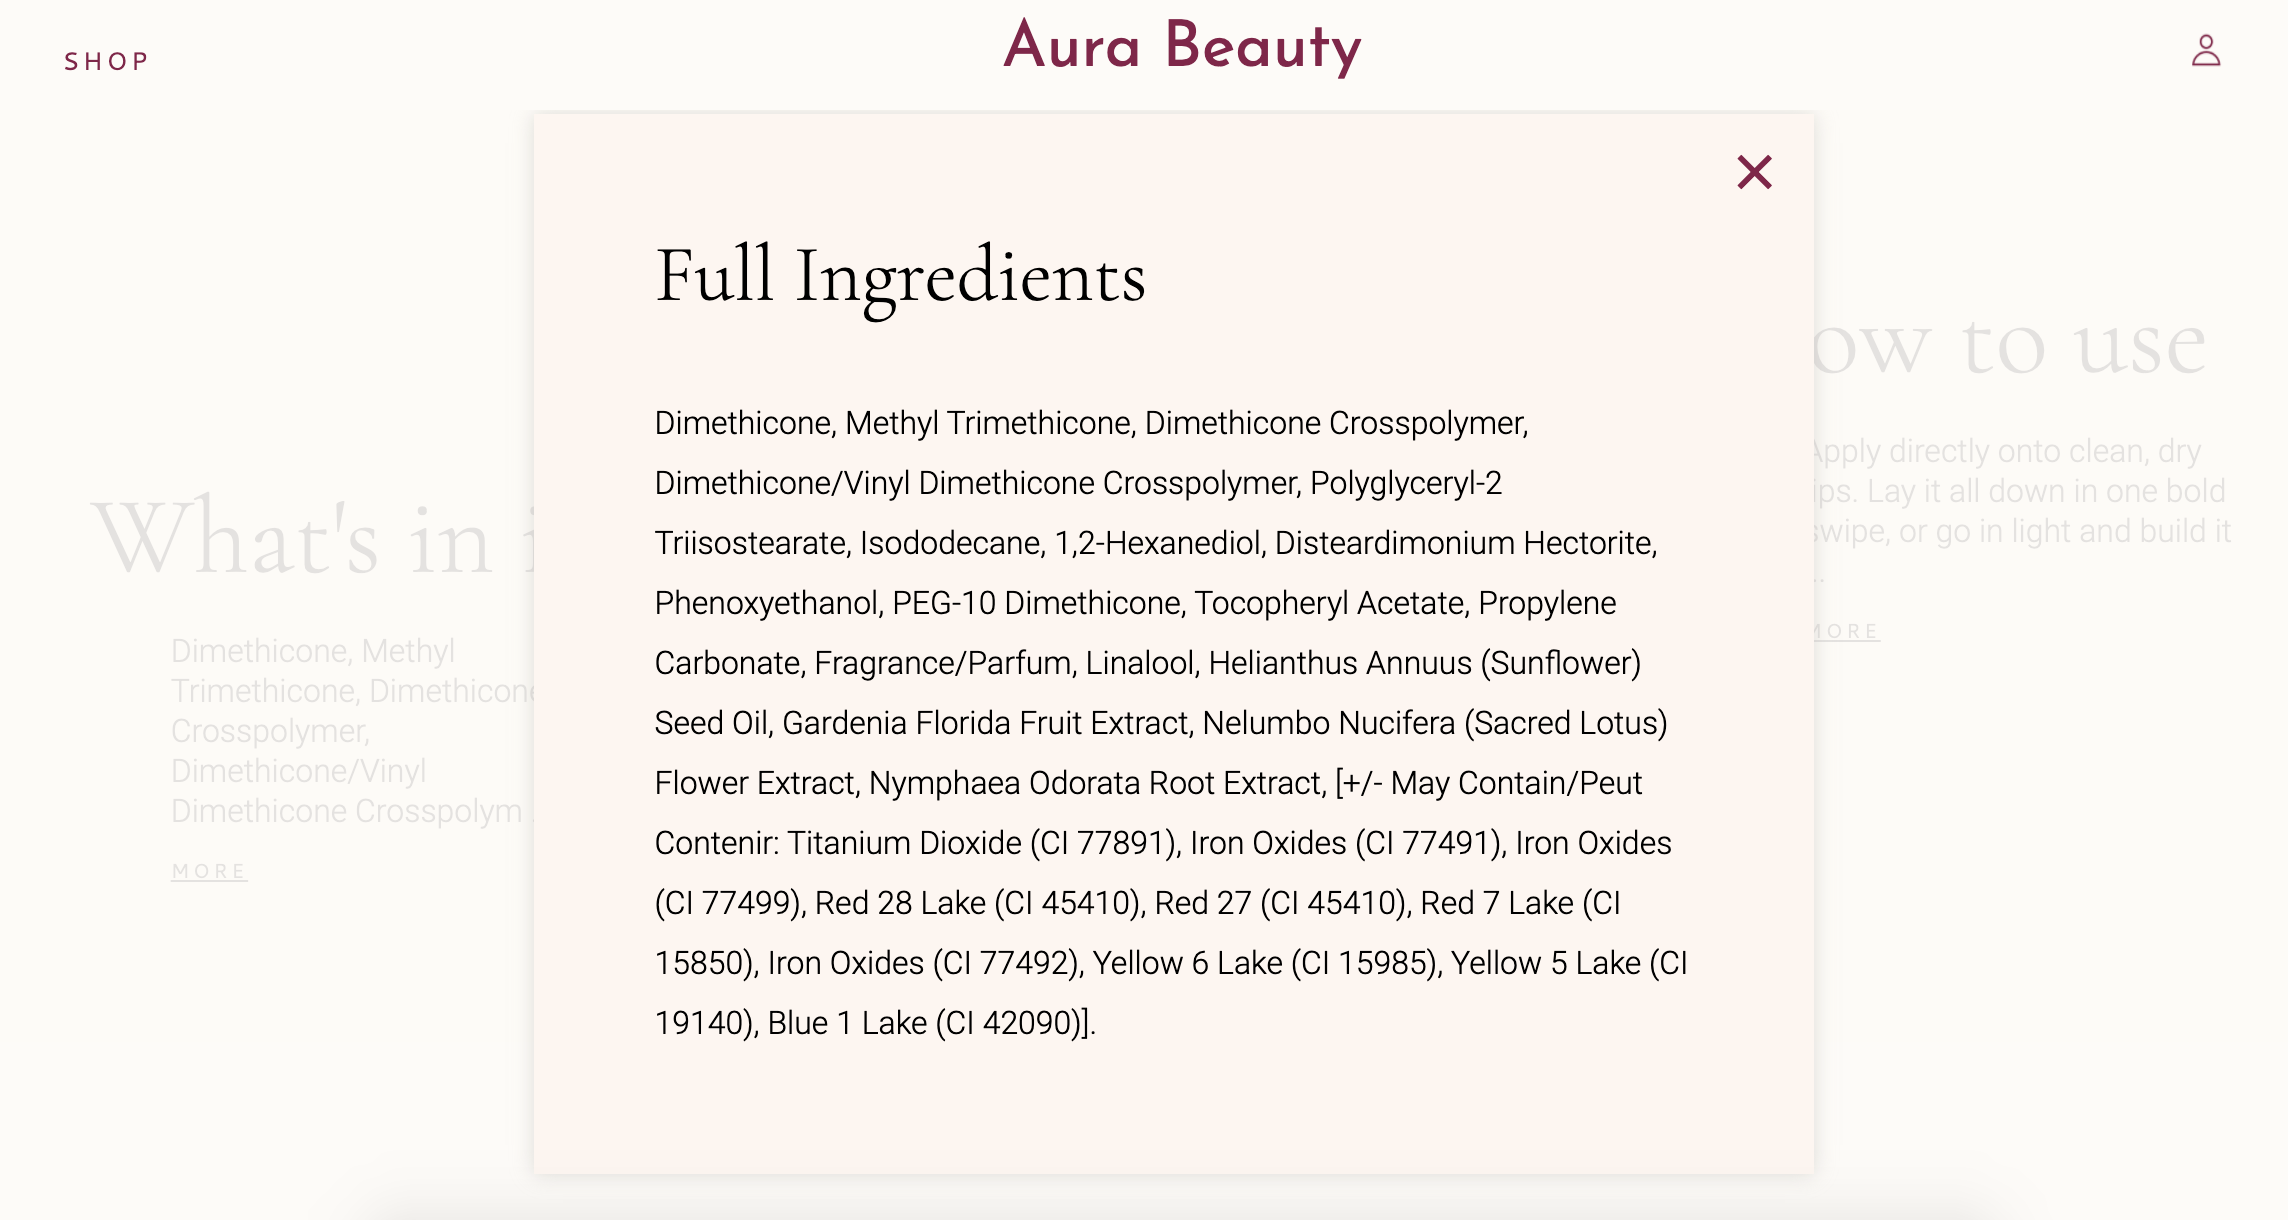 SHOP
Aura Beauty
Full Ingredients
Dimethicone, Methyl Trimethicone, Dimethicone Crosspolymer,
Dimethicone/Vinyl Dimethicone Crosspolymer, Polyglyceryl-2
Triisostearate, Isododecane, 1,2-Hexanediol, Disteardimonium Hectorite,
Phenoxyethanol, PEG-10 Dimethicone, Tocopheryl Acetate, Propylene
Carbonate, Fragrance/Parfum, Linalool, Helianthus Annuus (Sunflower)
Seed Oil, Gardenia Florida Fruit Extract, Nelumbo Nucifera (Sacred Lotus)
Flower Extract, Nymphaea Odorata Root Extract, [+/- May Contain/Peut
Contenir: Titanium Dioxide (CI 77891), Iron Oxides (CI 77491), Iron Oxides
(CI 77499), Red 28 Lake (CI 45410), Red 27 (CI 45410), Red 7 Lake (CI
15850), Iron Oxides (CI 77492), Yellow 6 Lake (CI 15985), Yellow 5 Lake (CI
19140), Blue 1 Lake (CI 42090)].
What's in
Dimethicone, Methyl
Trimethicone, Dimethicone
Crosspolymer,
Dimethicone/Vinyl
Dimethicone Crosspolym
MORE
ow to use
Apply directly onto clean, dry
ips. Lay it all down in one bold
swipe, or go in light and build it
..
MORE